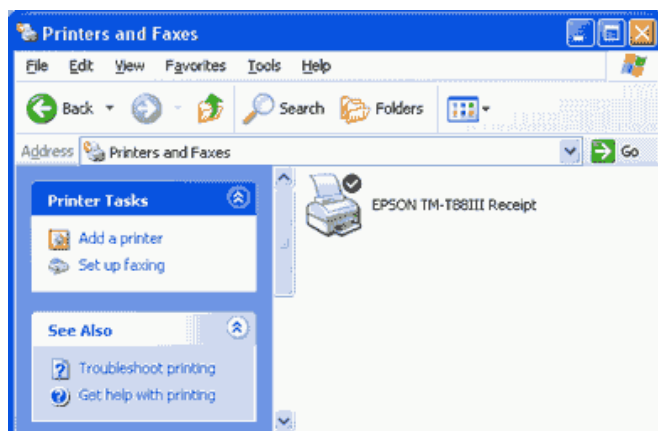 Printers and Faxes
File Edit View Favorites Tools Help
Back Search Folders
Address Printers and Faxes Go
Printer Tasks
Add a printer
Set up faxing
See Also
Troubleshoot printing
Get help with printing
EPSON TM-T88III Receipt